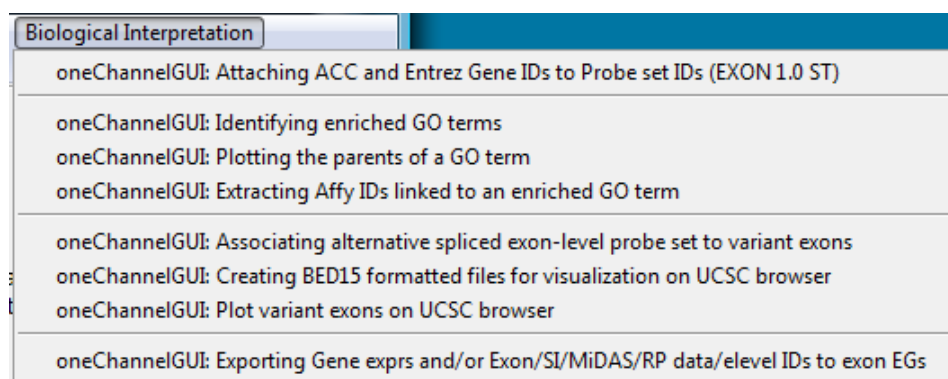 Biological Interpretation
oneChannelGUI: Attaching ACC and Entrez Gene IDs to Probe set IDs (EXON 1.0 ST)
oneChannelGUI: Identifying enriched GO terms
oneChannelGUI: Plotting the parents of a GO term
oneChannelGUI: Extracting Affy IDs linked to an enriched GO term
oneChannelGUI: Associating alternative spliced exon-level probe set to variant exons
oneChannelGUI: Creating BED15 formatted files for visualization on UCSC browser
oneChannelGUI: Plot variant exons on UCSC browser
oneChannelGUI: Exporting Gene exprs and/or Exon/SI/MiDAS/RP data/elevel IDs to exon EGs